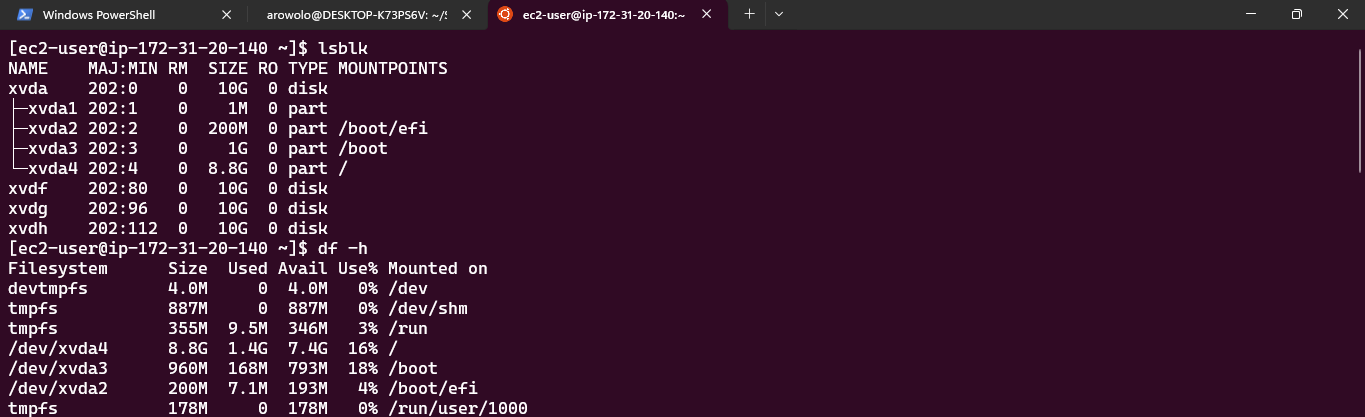 Windows PowerShell
arowolo@DESKTOP-K73PS6V: ~/S
ec2-user@ip-172-31-20-140:~
[ec2-user@ip-172-31-20-140 ~]$ lsblk
NAME    MAJ:MIN RM  SIZE RO TYPE MOUNTPOINTS
xvda    202:0    0   10G  0 disk
├─xvda1 202:1    0    1M  0 part
├─xvda2 202:2    0  200M  0 part /boot/efi
├─xvda3 202:3    0    1G  0 part /boot
└─xvda4 202:4    0  8.8G  0 part /
xvdf    202:80   0   10G  0 disk
xvdg    202:96   0   10G  0 disk
xvdh    202:112  0   10G  0 disk
[ec2-user@ip-172-31-20-140 ~]$ df -h
Filesystem      Size  Used Avail Use% Mounted on
devtmpfs        4.0M     0  4.0M   0% /dev
tmpfs           887M     0  887M   0% /dev/shm
tmpfs           355M  9.5M  346M   3% /run
/dev/xvda4      8.8G  1.4G  7.4G  16% /
/dev/xvda3      960M  168M  793M  18% /boot
/dev/xvda2      200M  7.1M  193M   4% /boot/efi
tmpfs           178M     0  178M   0% /run/user/1000